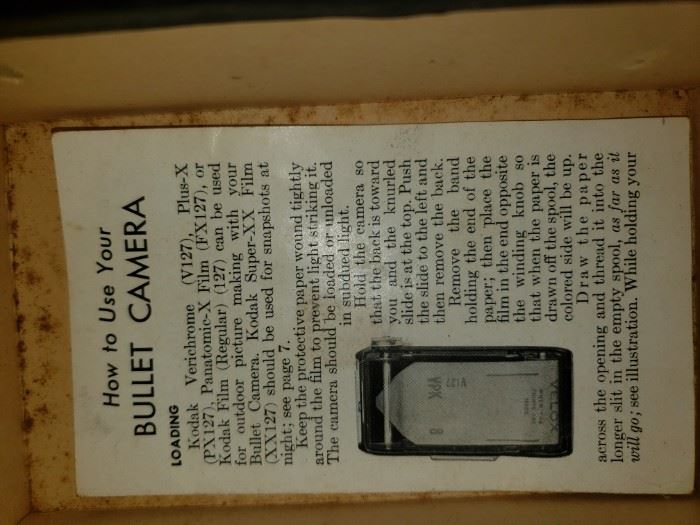 How to Use Your
BULLET CAMERA
LOADING
Kodak Verichrome (V127), Plus-X
(PX127), Panatomic-X Film (FX127), or
Kodak Film (Regular) (127) can be used
for outdoor picture making with your
Bullet Camera. Kodak Super-XX Film
(XX127) should be used for snapshots at
night; see page 7.
Keep the protective paper wound tightly
around the film to prevent light striking it.
The camera should be loaded or unloaded
in subdued light.
Hold the camera so
that the back is toward
you and the knurled
slide is at the top. Push
the slide to the left and
then remove the back.
Remove the band
holding the end of the
paper; then place the
film in the end opposite
the winding knob so
that when the paper is
drawn off the spool, the
colored side will be up.
Draw the paper
across the opening and thread it into the
longer slit in the empty spool, as far as it
will go; see illustration. While holding your
8
VPK
V127
VELOX